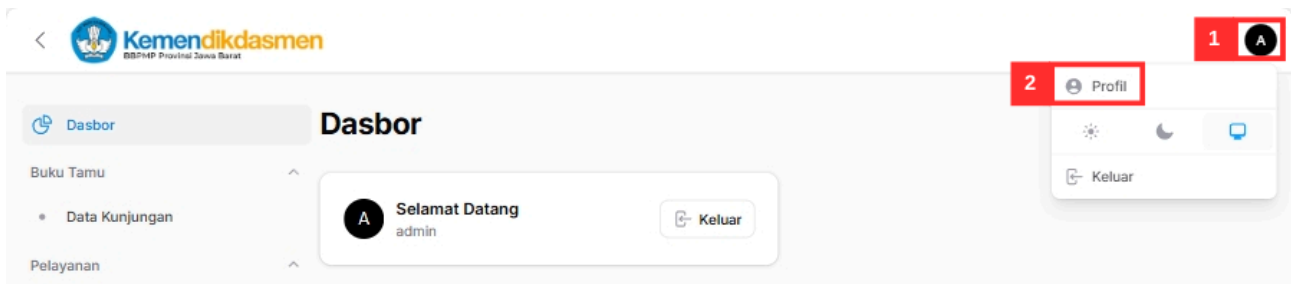 Kemendikdasmen
BBPMP Provinsi Jawa Barat
1
A
2
Profil
Dasbor
Dasbor
Buku Tamu
Keluar
Data Kunjungan
A
Selamat Datang
admin
Keluar
Pelayanan